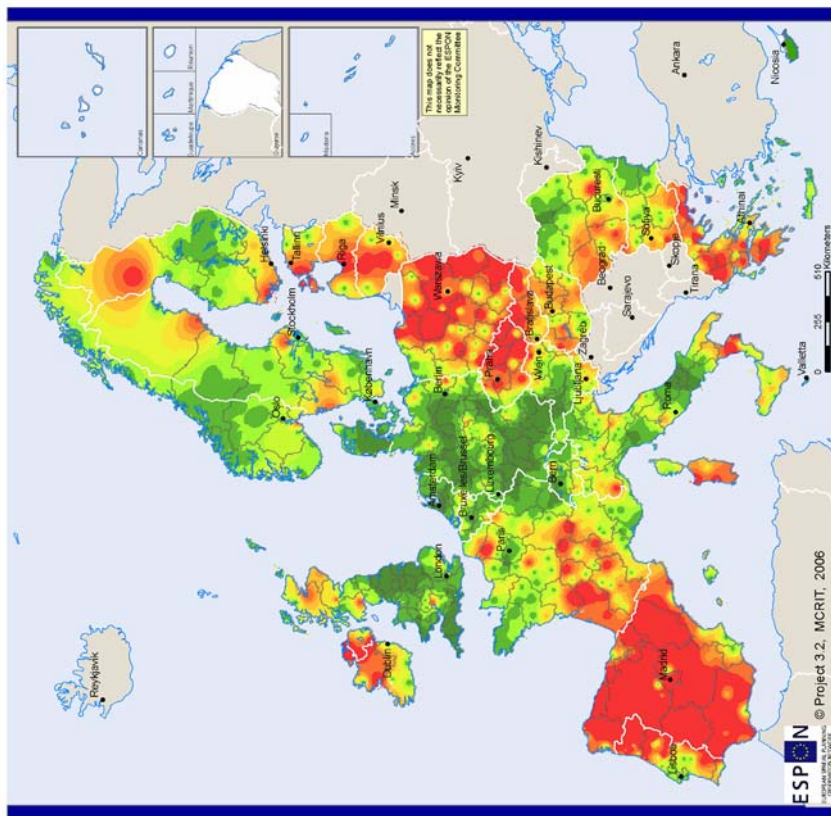 Canarias
Guadeloupe
Martinique
Réunion
Guyane
Madeira
This map does not
necessarily reflect the
opinion of the ESPON
Monitoring Committee
Reykjavik
Oslo
Stockholm
Helsinki
Tallinn
Riga
Vilnius
Minsk
København
Dublin
London
Amsterdam
Bruxelles/Brussel
Luxembourg
Paris
Berlin
Warszawa
Kyiv
Praha
Bern
Wien
Bratislava
Budapest
Kishinev
Ljubljana
Zagreb
Beograd
Bucuresti
Sarajevo
Sofiya
Skopje
Tirana
Roma
Athinai
Ankara
Nicosia
Valletta
Madrid
Lisboa
0 255 510
Kilometers
© Project 3.2, MCRIT, 2006
ESPON
EUROPEAN SPATIAL PLANNING